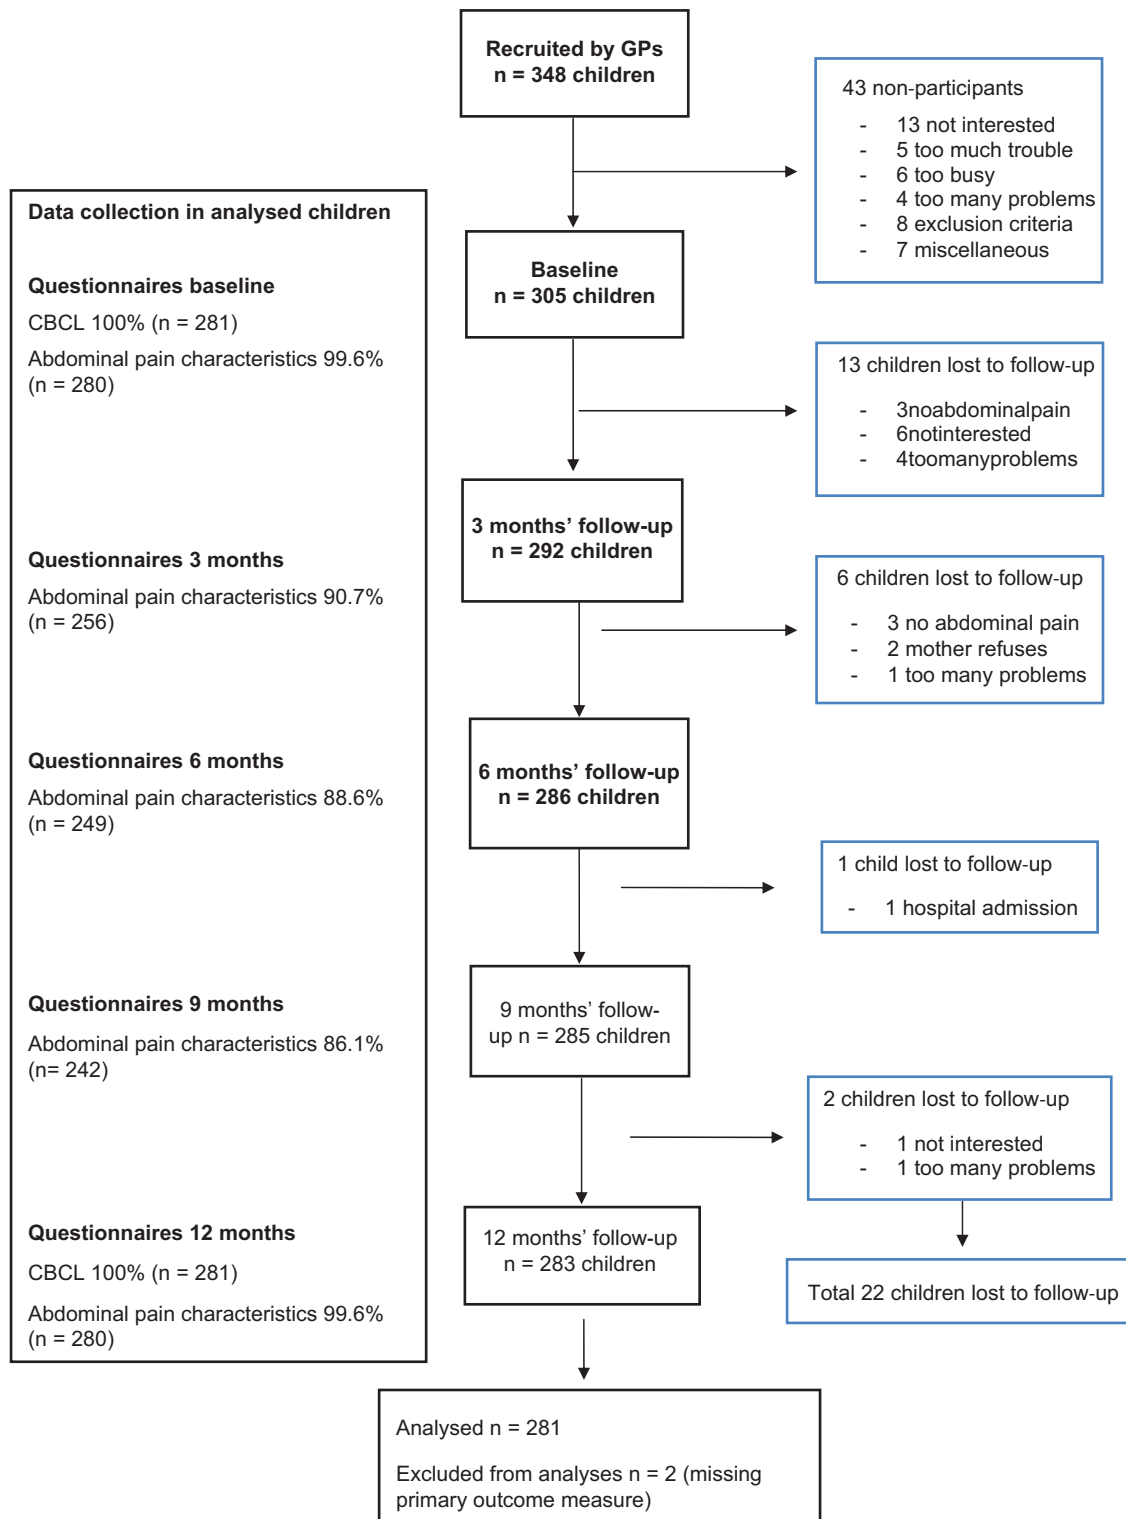 Recruited by GPs
n = 348 children
43 non-participants
- 13 not interested
- 5 too much trouble
- 6 too busy
- 4 too many problems
- 8 exclusion criteria
- 7 miscellaneous
Data collection in analysed children
Questionnaires baseline
CBCL 100% (n = 281)
Abdominal pain characteristics 99.6%
(n = 280)
Questionnaires 3 months
Abdominal pain characteristics 90.7%
(n = 256)
Questionnaires 6 months
Abdominal pain characteristics 88.6%
(n = 249)
Questionnaires 9 months
Abdominal pain characteristics 86.1%
(n= 242)
Questionnaires 12 months
CBCL 100% (n = 281)
Abdominal pain characteristics 99.6%
(n = 280)
Baseline
n = 305 children
13 children lost to follow-up
- 3noabdominalpain
- 6notinterested
- 4toomanyproblems
3 months’ follow-up
n = 292 children
6 children lost to follow-up
- 3 no abdominal pain
- 2 mother refuses
- 1 too many problems
6 months’ follow-up
n = 286 children
1 child lost to follow-up
- 1 hospital admission
9 months’ follow-
up n = 285 children
2 children lost to follow-up
- 1 not interested
- 1 too many problems
12 months’ follow-up
n = 283 children
Total 22 children lost to follow-up
Analysed n = 281
Excluded from analyses n = 2 (missing
primary outcome measure)